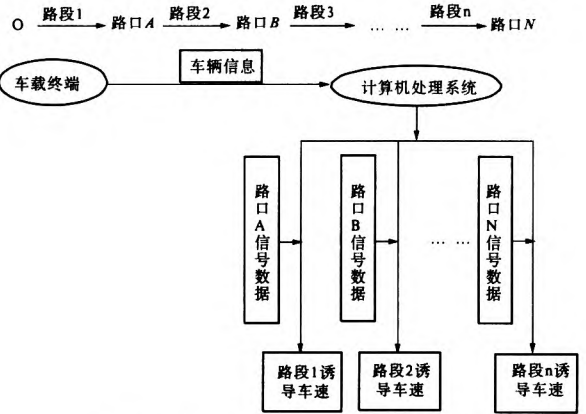 O 路段1 路口A 路段2 路口B 路段3 … … 路段n 路口N
车载终端 车辆信息 计算机处理系统
路口A信号数据
路口B信号数据
… …
路口N信号数据
路段1诱
导车速
路段2诱
导车速
路段n诱
导车速